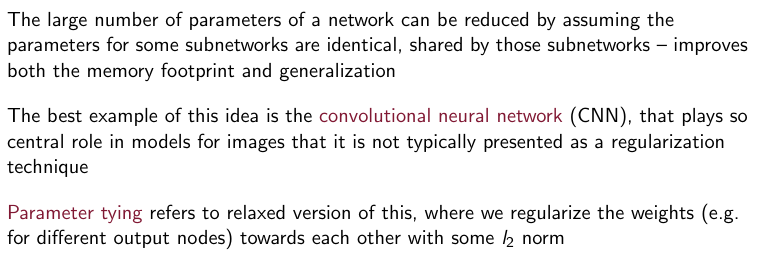 The large number of parameters of a network can be reduced by assuming the
parameters for some subnetworks are identical, shared by those subnetworks – improves
both the memory footprint and generalization
The best example of this idea is the convolutional neural network (CNN), that plays so
central role in models for images that it is not typically presented as a regularization
technique
Parameter tying refers to relaxed version of this, where we regularize the weights (e.g.
for different output nodes) towards each other with some l₂ norm